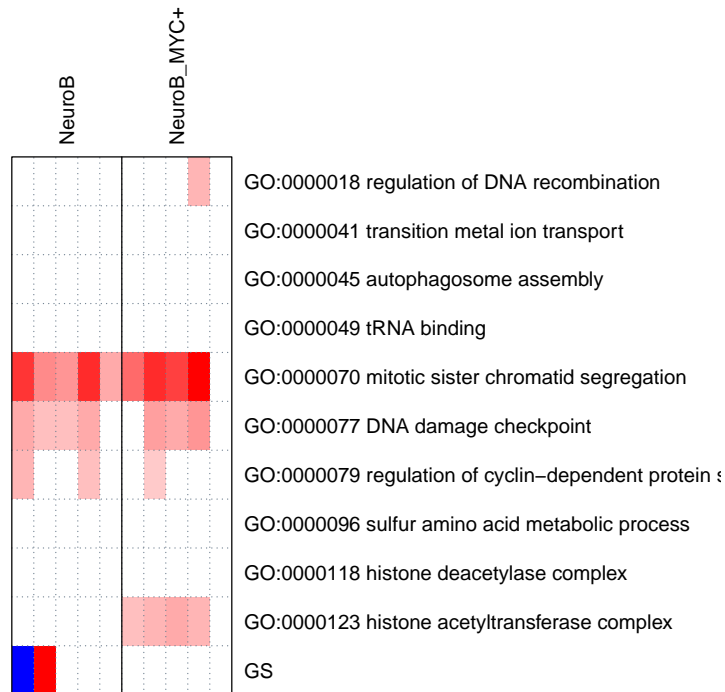 NeuroB
NeuroB_MYC+
GO:0000018 regulation of DNA recombination
GO:0000041 transition metal ion transport
GO:0000045 autophagosome assembly
GO:0000049 tRNA binding
GO:0000070 mitotic sister chromatid segregation
GO:0000077 DNA damage checkpoint
GO:0000079 regulation of cyclin−dependent protein s
GO:0000096 sulfur amino acid metabolic process
GO:0000118 histone deacetylase complex
GO:0000123 histone acetyltransferase complex
GS